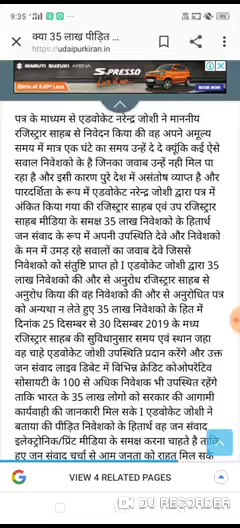 9:35
क्या 35 लाख पीड़ित ...
https://udaipurkiran.in
MARUTI SUZUKI ARENA
S-PRESSO
BOOK NOW
पत्र के माध्यम से एडवोकेट नरेन्द्र जोशी ने माननीय
रजिस्ट्रार साहब से निवेदन किया की वह अपने अमूल्य
समय में मात्र एक घंटे का समय उन्हें दे दे क्यूंकि कई ऐसे
सवाल निवेशको के है जिनका जवाब उन्हें नही मिल पा
रहा है और इसी कारण पुरे देश में असंतोष व्याप्त है और
पारदर्शिता के रूप में एडवोकेट नरेन्द्र जोशी द्वारा पत्र में
अंकित किया गया की रजिस्ट्रार साहब एवं उप रजिस्ट्रार
साहब मीडिया के समक्ष 35 लाख निवेशको के हितार्थ
जन संवाद के रूप में अपनी उपस्थिति देवे और निवेशको
के मन में उमड़ रहे सवालों का जवाब देवे जिससे
निवेशको को संतुष्टि प्राप्त हो I एडवोकेट जोशी द्वारा 35
लाख निवेशको की और से अनुरोध रजिस्ट्रार साहब से
अनुरोध किया की वह निवेशको की और से अनुरोधित पत्र
को अन्यथा न लेते हुए 35 लाख निवेशको के हित में
दिनांक 25 दिसम्बर से 30 दिसम्बर 2019 के मध्य
रजिस्ट्रार साहब की सुविधानुसार समय एवं स्थान जहा
वह चाहे एडवोकेट जोशी उपस्थिति प्रदान करेंगे और उक्त
जन संवाद लाइव डिबेट में विभिन्न क्रेडिट कोओपरेटिव
सोसायटी के 100 से अधिक निवेशक भी उपस्थित रहेंगे
ताकि भारत के 35 लाख लोगो को सरकार की आगामी
कार्यवाही की जानकारी मिल सके I एडवोकेट जोशी ने
बताया की पीड़ित निवेशको के हितार्थ वह जन संवाद
इलेक्ट्रोनिक/प्रिंट मीडिया के समक्ष करना चाहते है ताकि
हुए जन संवाद चर्चा से आम जनता को राहत मिल सके
G VIEW 4 RELATED PAGES
DU RECORDER